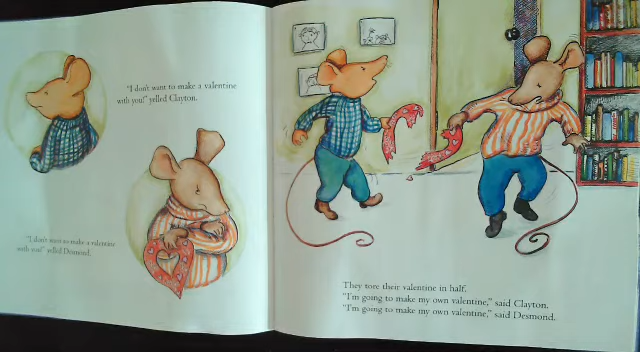 "I don't want to make a valentine
with you!" yelled Clayton.
"I don't want to make a valentine
with you!" yelled Desmond.
They tore their valentine in half.
"I'm going to make my own valentine," said Clayton.
"I'm going to make my own valentine," said Desmond.